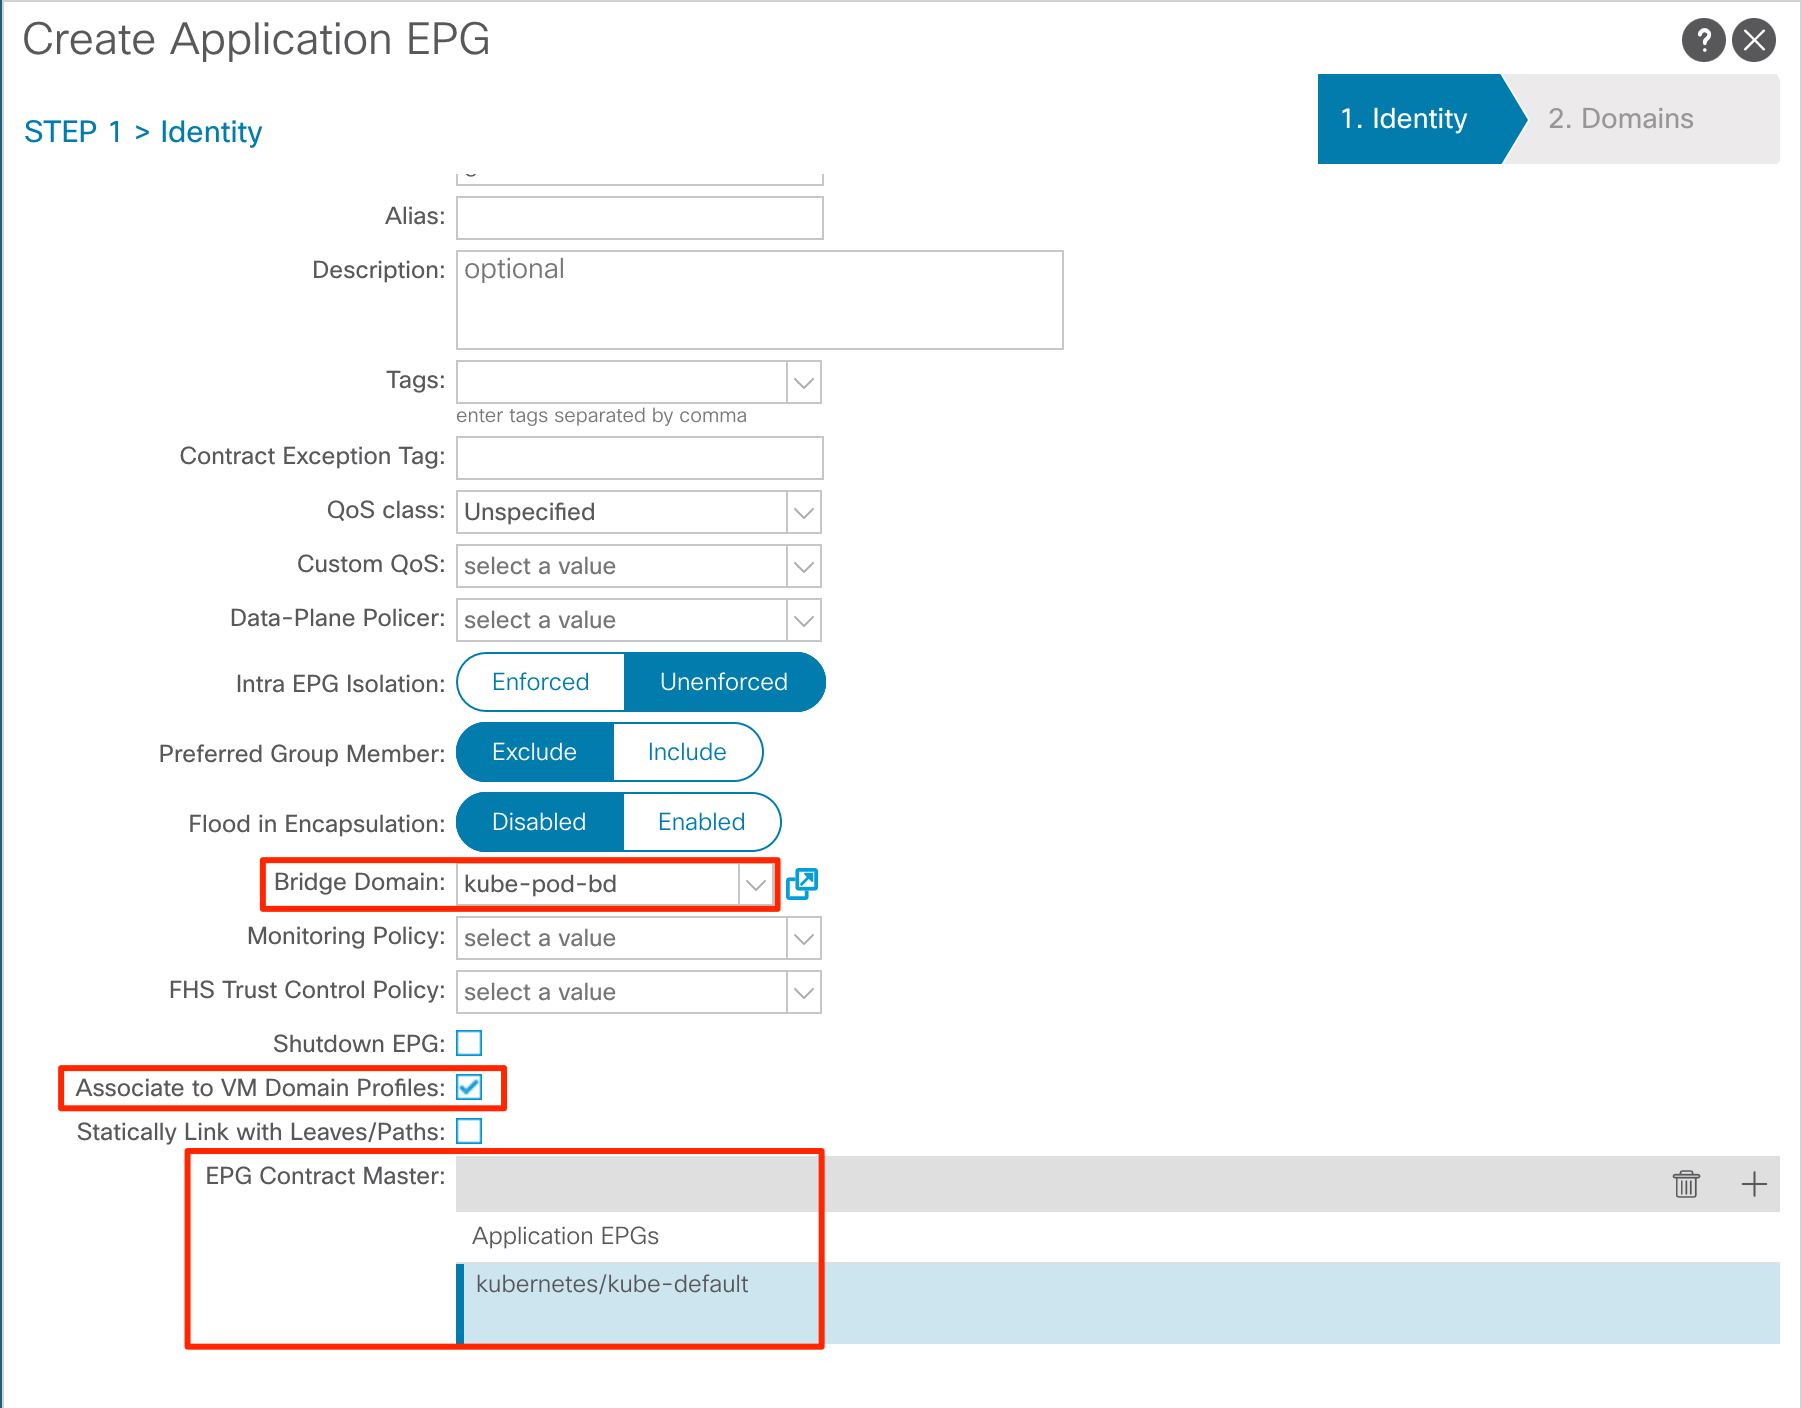 Create Application EPG
?
STEP 1 > Identity
1. Identity
2. Domains
Alias:
Description: optional
Tags:
enter tags separated by comma
Contract Exception Tag:
QoS class: Unspecified
Custom QoS: select a value
Data-Plane Policer: select a value
Intra EPG Isolation: Enforced Unenforced
Preferred Group Member: Exclude Include
Flood in Encapsulation: Disabled Enabled
Bridge Domain: kube-pod-bd
Monitoring Policy: select a value
FHS Trust Control Policy: select a value
Shutdown EPG:
Associate to VM Domain Profiles:
Statically Link with Leaves/Paths:
EPG Contract Master:
Application EPGs
kubernetes/kube-default